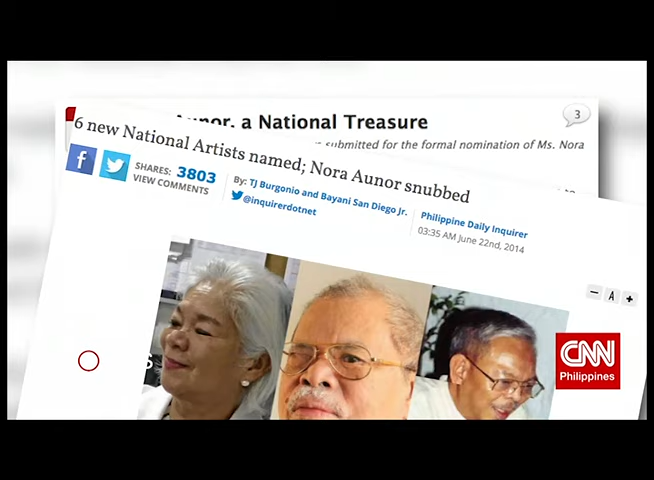 Aunor, a National Treasure
3
submitted for the formal nomination of Ms. Nora
6 new National Artists named; Nora Aunor snubbed
SHARES: 3803
VIEW COMMENTS
By: TJ Burgonio and Bayani San Diego Jr.
@inquirerdotnet
Philippine Daily Inquirer
03:35 AM June 22nd, 2014
− A +
CNN
Philippines